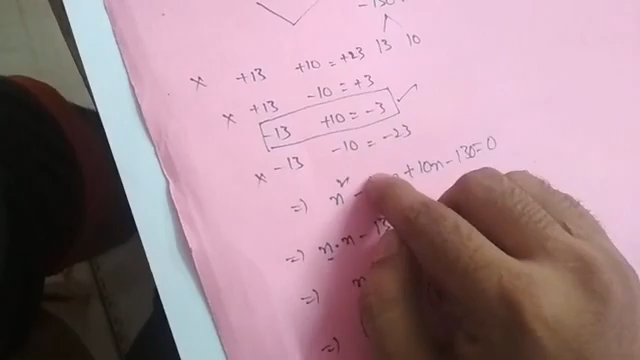 -130
13 10
× +13 +10 = +23
× +13 -10 = +3
-13 +10 = -3 ✓
× -13 -10 = -23
=) n² - + 10n - 130 = 0
=) n · n - 13
=) n
=) (